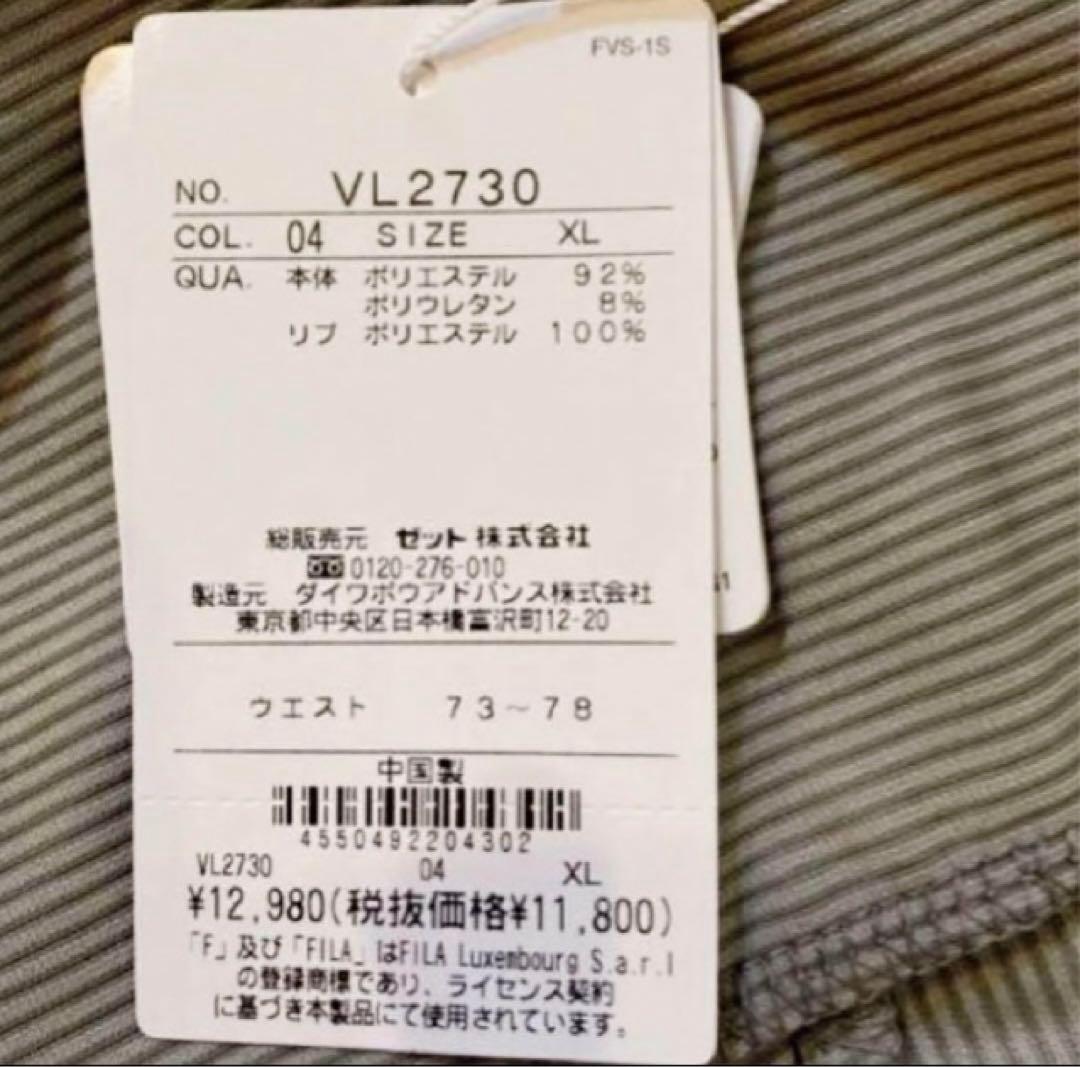 FVS-1S
NO. VL2730
COL. 04 SIZE XL
QUA. 本体 ポリエステル 92%
ポリウレタン 8%
リブ ポリエステル 100%
総販売元 ゼット株式会社
0120-276-010
製造元 ダイワボウアドバンス株式会社
東京都中央区日本橋富沢町12-20
ウエスト 73~78
中国製
4550492204302
VL2730 04 XL
¥12,980(税抜価格¥11,800)
「F」及び「FILA」はFILA Luxembourg S.a.r.l
の登録商標であり、ライセンス契約
に基づき本製品にて使用されています。